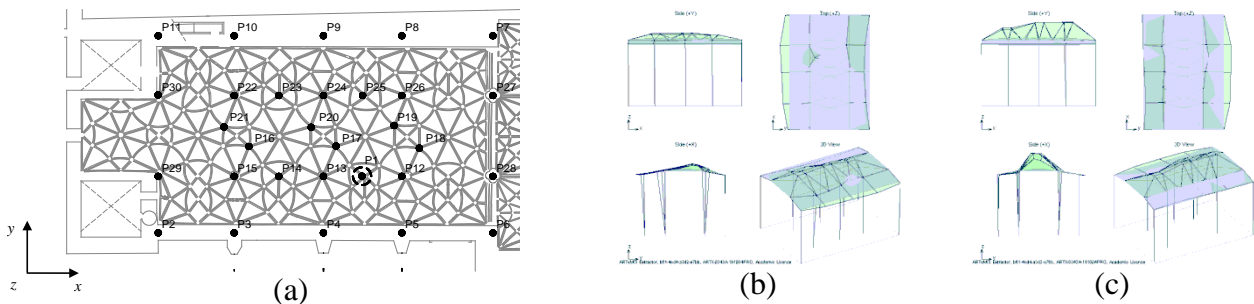 P11 P10 P9 P8 P7
P30 P22 P23 P24 P25 P26 P27
P21 P20 P19
P16 P17 P18
P29 P15 P14 P13 P1 P12 P28
P2 P3 P4 P5 P6
y
z x
(a)
Side (+Y) Top (+Z)
Side (+X) 3D View
(b)
Side (+Y) Top (+Z)
Side (+X) 3D View
(c)